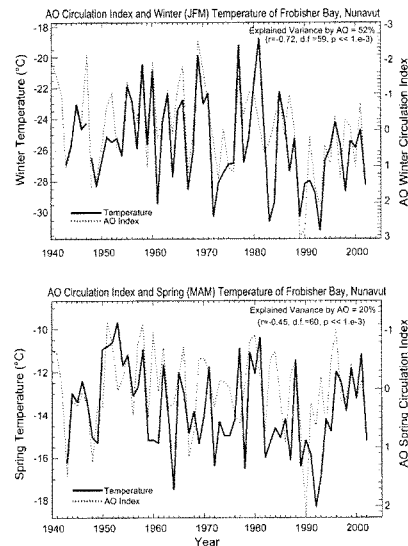 AO Circulation Index and Winter (JFM) Temperature of Frobisher Bay, Nunavut
Explained Variance by AO = 52%
(r=-0.72, d.f.=59, p << 1.e-3)
Winter Temperature (°C)
-18
-20
-22
-24
-26
-28
-30
-3
-2
-1
0
1
2
3
AO Winter Circulation Index
Temperature
AO Index
1940 1950 1960 1970 1980 1990 2000
AO Circulation Index and Spring (MAM) Temperature of Frobisher Bay, Nunavut
Explained Variance by AO = 20%
(r=-0.45, d.f.=60, p << 1.e-3)
Spring Temperature (°C)
-10
-12
-14
-16
-18
-1
0
1
2
AO Spring Circulation Index
Temperature
AO Index
1940 1950 1960 1970 1980 1990 2000
Year